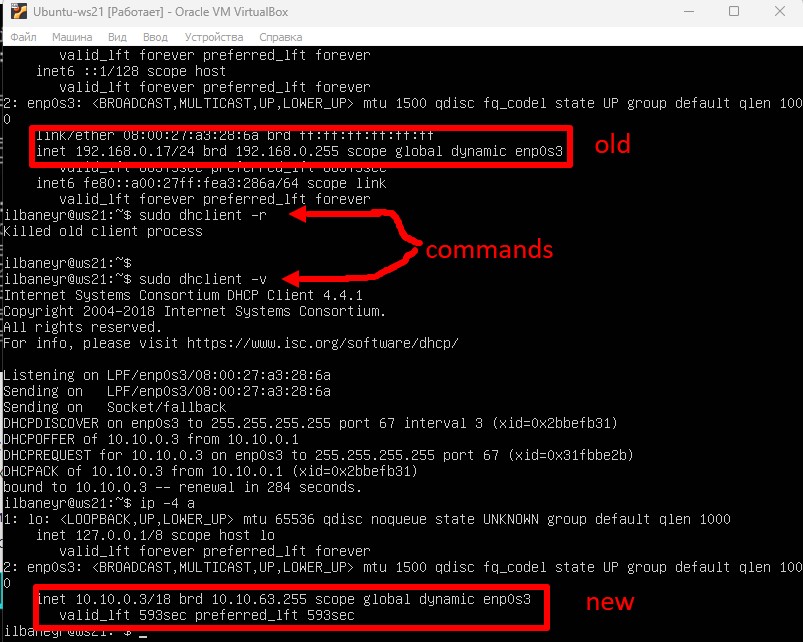 Ubuntu-ws21 [Работает] - Oracle VM VirtualBox
Файл Машина Вид Ввод Устройства Справка
valid_lft forever preferred_lft forever
inet6 ::1/128 scope host
valid_lft forever preferred_lft forever
2: enp0s3: <BROADCAST,MULTICAST,UP,LOWER_UP> mtu 1500 qdisc fq_codel state UP group default qlen 100
0
link/ether 08:00:27:a3:28:6a brd ff:ff:ff:ff:ff:ff
inet 192.168.0.17/24 brd 192.168.0.255 scope global dynamic enp0s3
old
inet6 fe80::a00:27ff:fea3:286a/64 scope link
valid_lft forever preferred_lft forever
ilbaneyr@ws21:~$ sudo dhclient -r
Killed old client process
commands
ilbaneyr@ws21:~$
ilbaneyr@ws21:~$ sudo dhclient -v
Internet Systems Consortium DHCP Client 4.4.1
Copyright 2004-2018 Internet Systems Consortium.
All rights reserved.
For info, please visit https://www.isc.org/software/dhcp/
Listening on LPF/enp0s3/08:00:27:a3:28:6a
Sending on   LPF/enp0s3/08:00:27:a3:28:6a
Sending on   Socket/fallback
DHCPDISCOVER on enp0s3 to 255.255.255.255 port 67 interval 3 (xid=0x2bbefb31)
DHCPOFFER of 10.10.0.3 from 10.10.0.1
DHCPREQUEST for 10.10.0.3 on enp0s3 to 255.255.255.255 port 67 (xid=0x31fbbe2b)
DHCPACK of 10.10.0.3 from 10.10.0.1 (xid=0x2bbefb31)
bound to 10.10.0.3 -- renewal in 284 seconds.
ilbaneyr@ws21:~$ ip -4 a
1: lo: <LOOPBACK,UP,LOWER_UP> mtu 65536 qdisc noqueue state UNKNOWN group default qlen 1000
inet 127.0.0.1/8 scope host lo
valid_lft forever preferred_lft forever
2: enp0s3: <BROADCAST,MULTICAST,UP,LOWER_UP> mtu 1500 qdisc fq_codel state UP group default qlen 100
0
inet 10.10.0.3/18 brd 10.10.63.255 scope global dynamic enp0s3
new
valid_lft 593sec preferred_lft 593sec
ilbaneyr@ws21:~$ _